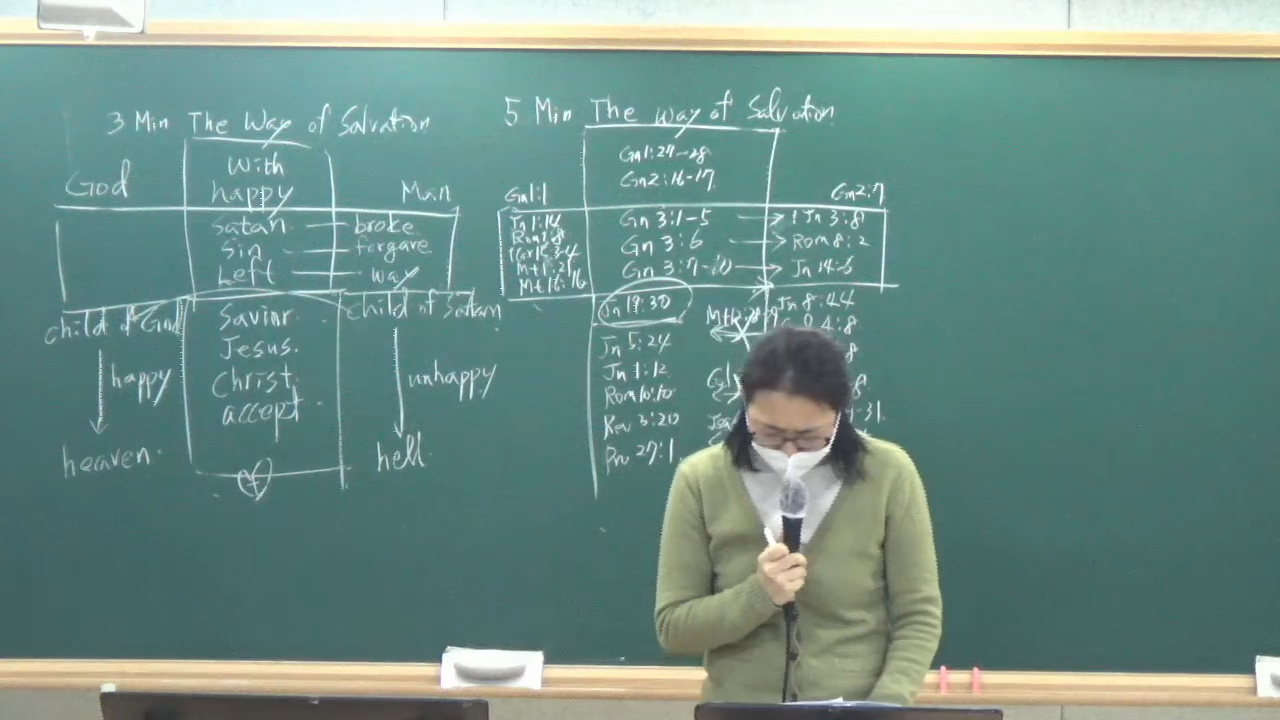 3 Min The Way of Salvation
With
happy
God
Man
Satan broke
Sin forgave
Left way
child of God
child of Satan
Savior.
Jesus.
Christ.
accept.
happy
unhappy
heaven.
hell.
5 Min The way of Salvation
Gn1:27-28
Gn2:16-17
Gn1:1
Gn2:7
Jn1:14
Mt16:16
Gn 3:1-5
1 Jn 3:8
Gn 3:6
Rom 8:2
Gn 3:7-10
Jn 14:6
Jn 19:30
Jn 8:44
Jn 5:24
Jn 1:12
Rom 10:10
Rev 3:20
Prv 27:1